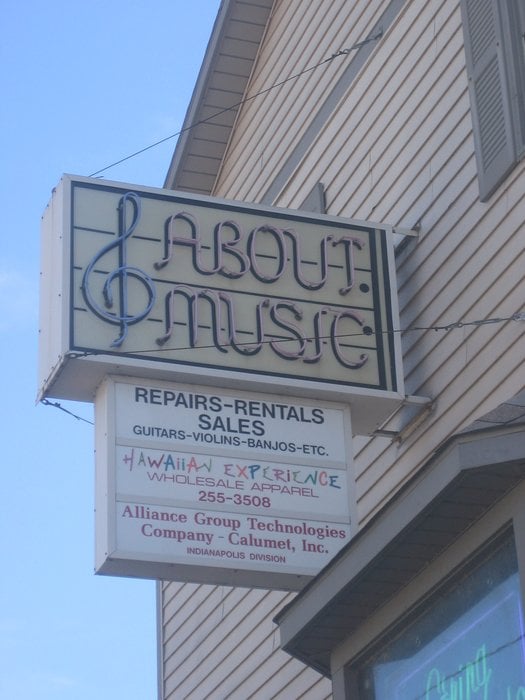 ABOUT
MUSIC
REPAIRS-RENTALS
SALES
GUITARS-VIOLINS-BANJOS-ETC.
HAWAiiAN EXPERiENCE
WHOLESALE APPAREL
255-3508
Alliance Group Technologies
Company - Calumet, Inc.
INDIANAPOLIS DIVISION